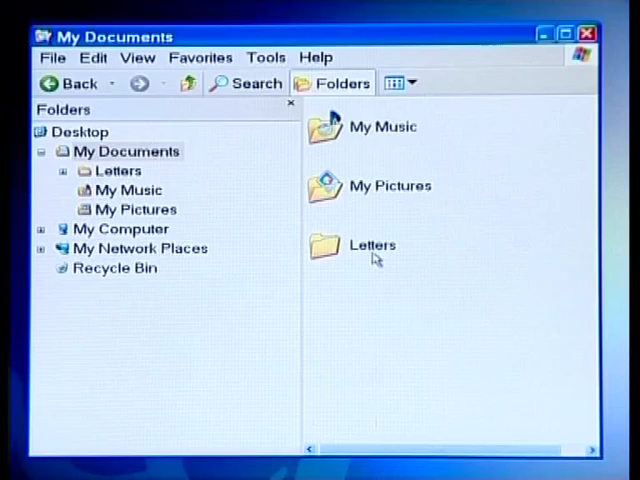 My Documents
File Edit View Favorites Tools Help
Back Search Folders
Folders
Desktop
My Documents
Letters
My Music
My Pictures
My Computer
My Network Places
Recycle Bin
My Music
My Pictures
Letters